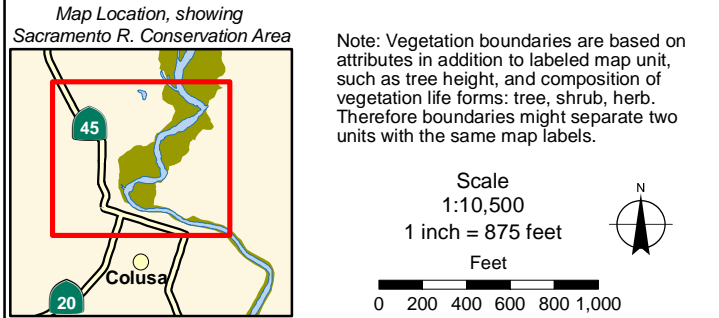 Map Location, showing
Sacramento R. Conservation Area
45
Colusa
20
Note: Vegetation boundaries are based on
attributes in addition to labeled map unit,
such as tree height, and composition of
vegetation life forms: tree, shrub, herb.
Therefore boundaries might separate two
units with the same map labels.
Scale
1:10,500
1 inch = 875 feet
N
Feet
0 200 400 600 800 1,000